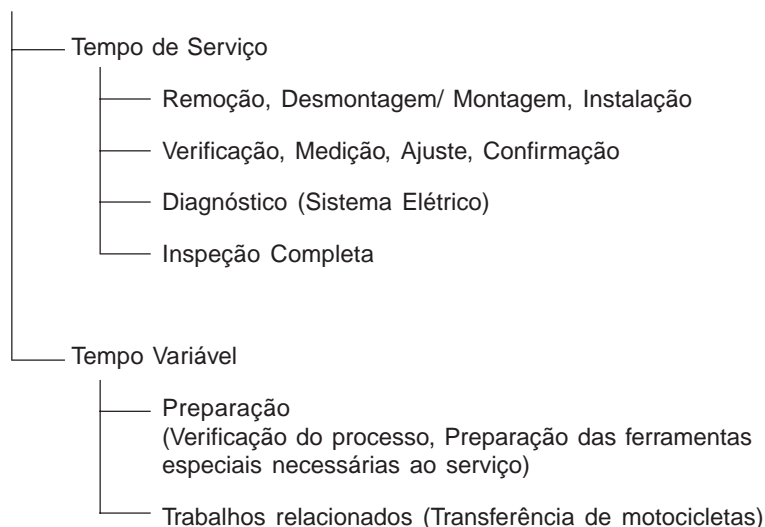 Tempo de Serviço
Remoção, Desmontagem/ Montagem, Instalação
Verificação, Medição, Ajuste, Confirmação
Diagnóstico (Sistema Elétrico)
Inspeção Completa
Tempo Variável
Preparação
(Verificação do processo, Preparação das ferramentas
especiais necessárias ao serviço)
Trabalhos relacionados (Transferência de motocicletas)